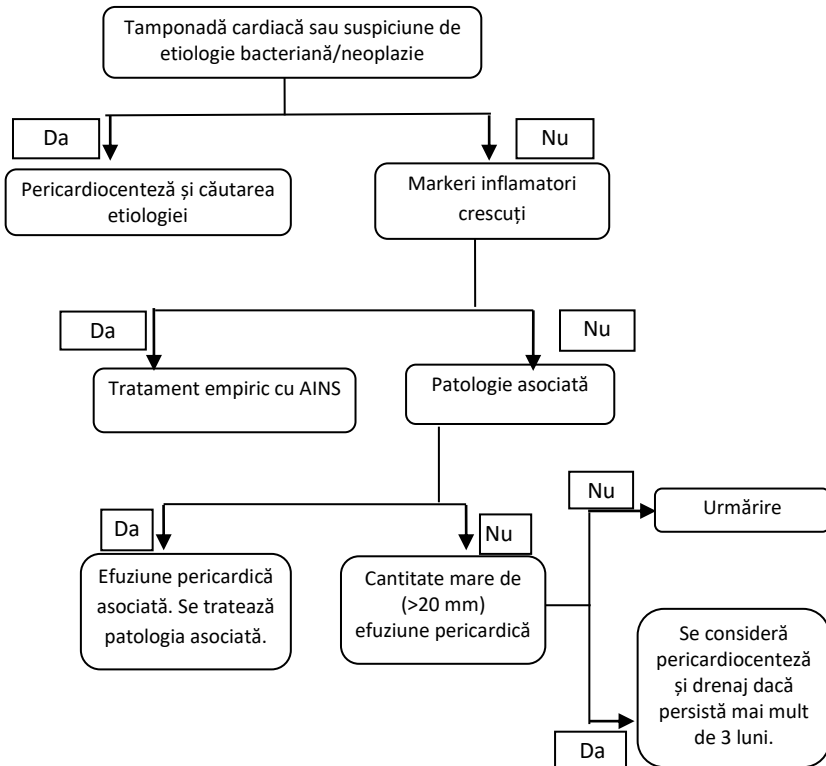 Tamponadă cardiacă sau suspiciune de
etiologie bacteriană/neoplazie
Da
Nu
Pericardiocenteză și căutarea
etiologiei
Markeri inflamatori
crescuți
Da
Nu
Tratament empiric cu AINS
Patologie asociată
Da
Nu
Nu
Urmărire
Efuziune pericardică
asociată. Se tratează
patologia asociată.
Cantitate mare de
(>20 mm)
efuziune pericardică
Se consideră
pericardiocenteză
și drenaj dacă
persistă mai mult
de 3 luni.
Da